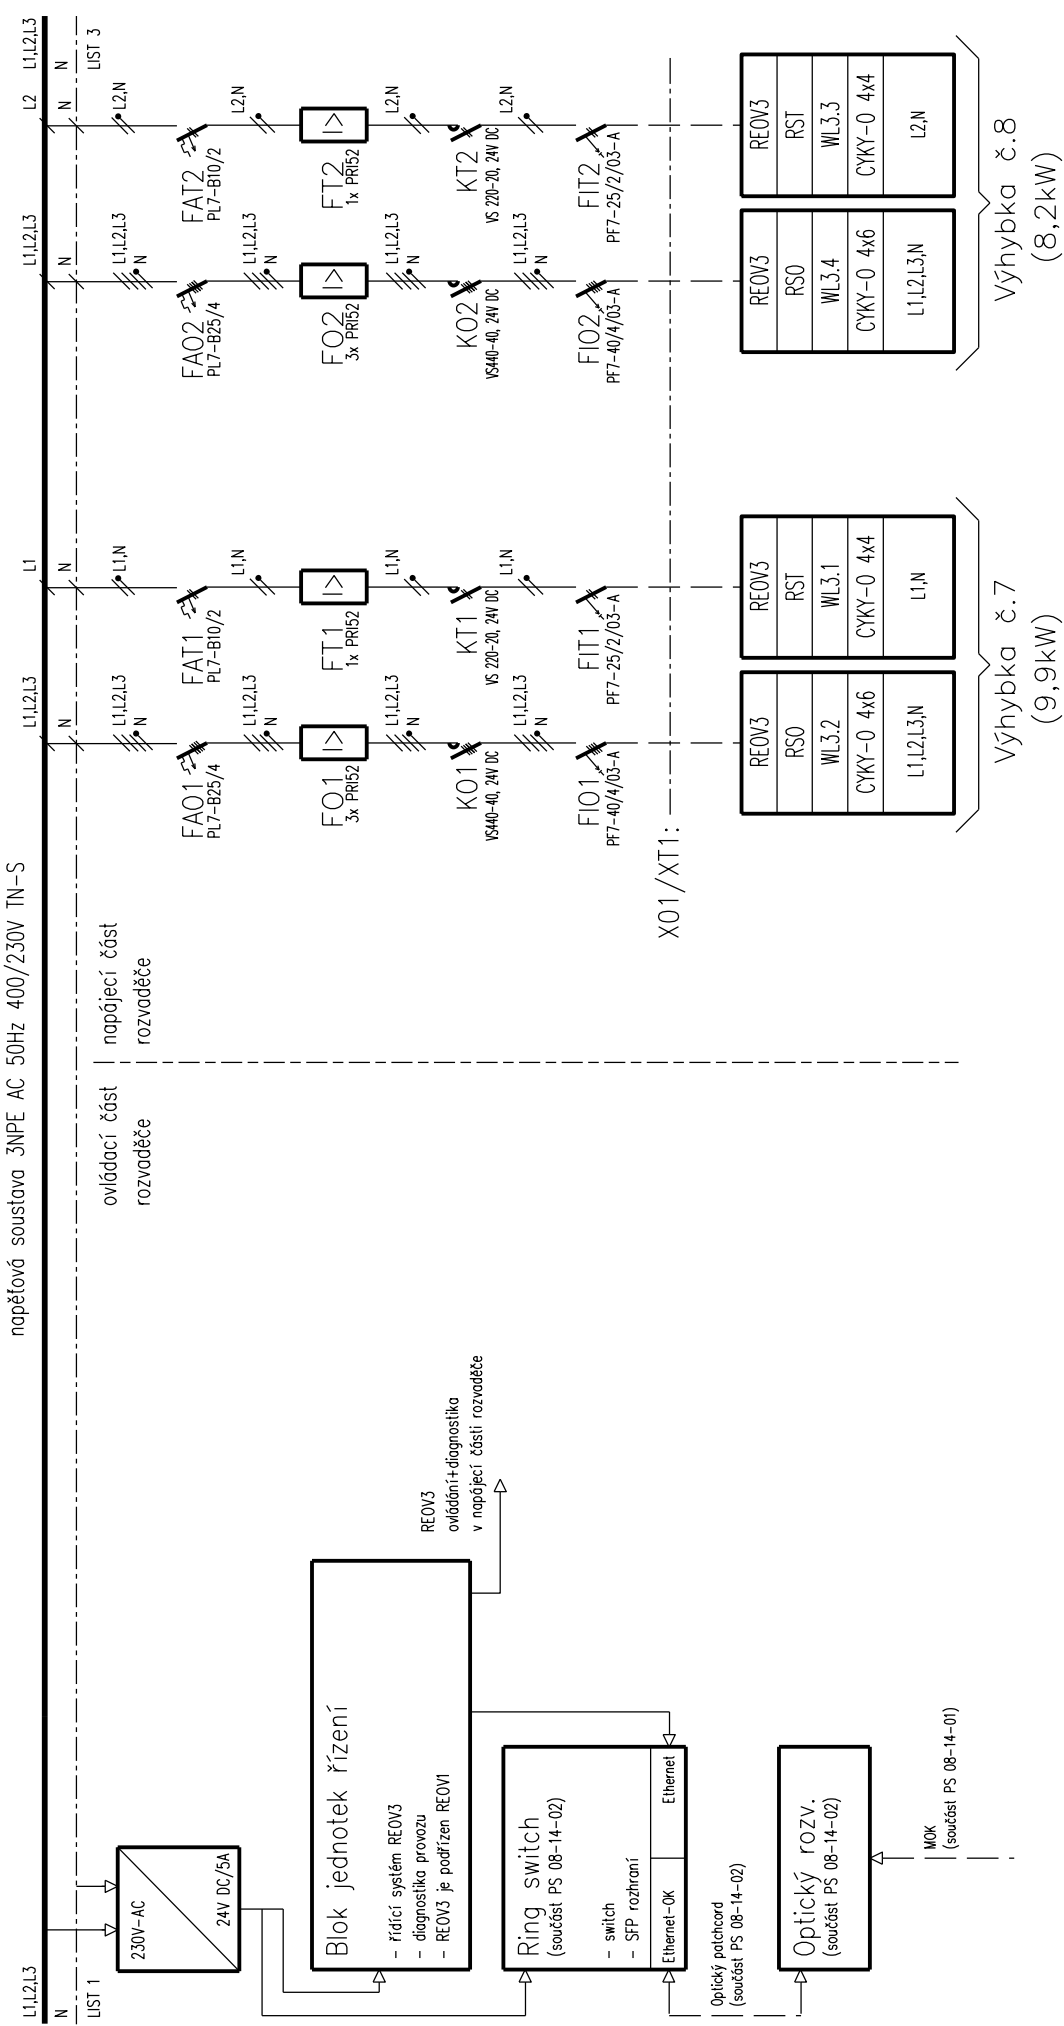 napěťová soustava 3NPE AC 50Hz 400/230V TN-S
L1,L2,L3
N
LIST 1
230V-AC
24V DC/5A
Blok jednotek řízení
- řídící systém REOV3
- diagnostika provozu
- REOV3 je podřízen REOV1
REOV3
ovládání+diagnostika
v napájecí části rozvaděče
Ring switch
(součást PS 08-14-02)
- switch
- SFP rozhraní
Ethernet-OK
Ethernet
Optický patchcord
(součást PS 08-14-02)
Optický rozv.
(součást PS 08-14-02)
MOK
(součást PS 08-14-01)
ovládací část
rozvaděče
napájecí část
rozvaděče
X01/XT1:
L1,L2,L3
N
L1,L2,L3
N
FAO1
PL7-B25/4
L1,L2,L3
N
FO1
3x PRI52
I>
L1,L2,L3
N
KO1
VS440-40, 24V DC
L1,L2,L3
N
FIO1
PF7-40/4/03-A
REOV3
RSO
WL3.2
CYKY-O 4x6
L1,L2,L3,N
L1
N
L1,N
FAT1
PL7-B10/2
L1,N
FT1
1x PRI52
I>
L1,N
KT1
VS 220-20, 24V DC
L1,N
FIT1
PF7-25/2/03-A
REOV3
RST
WL3.1
CYKY-O 4x4
L1,N
Výhybka č.7
(9,9kW)
L1,L2,L3
N
L1,L2,L3
N
FAO2
PL7-B25/4
L1,L2,L3
N
FO2
3x PRI52
I>
L1,L2,L3
N
KO2
VS440-40, 24V DC
L1,L2,L3
N
FIO2
PF7-40/4/03-A
REOV3
RSO
WL3.4
CYKY-O 4x6
L1,L2,L3,N
L2
N
L2,N
FAT2
PL7-B10/2
L2,N
FT2
1x PRI52
I>
L2,N
KT2
VS 220-20, 24V DC
L2,N
FIT2
PF7-25/2/03-A
REOV3
RST
WL3.3
CYKY-O 4x4
L2,N
Výhybka č.8
(8,2kW)
L1,L2,L3
N
LIST 3